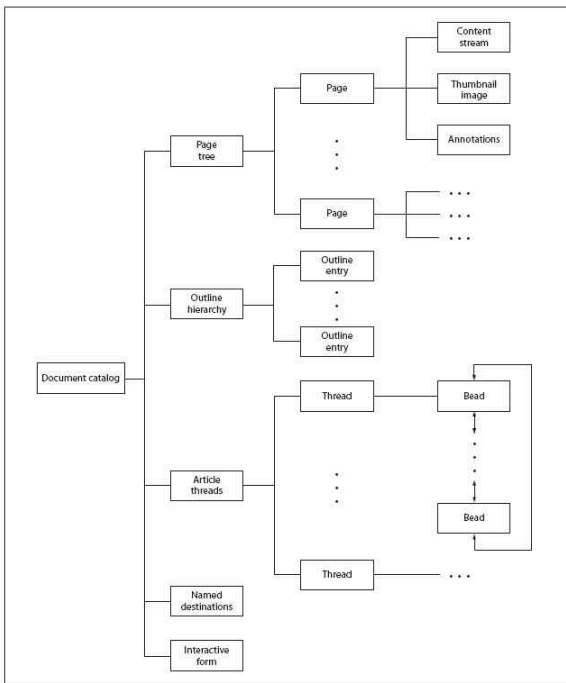 Content
stream
Page
Thumbnail
image
Annotations
Page
tree
Page
Outline
entry
Outline
hierarchy
Outline
entry
Document catalog
Thread
Bead
Article
threads
Bead
Thread
Named
destinations
Interactive
form